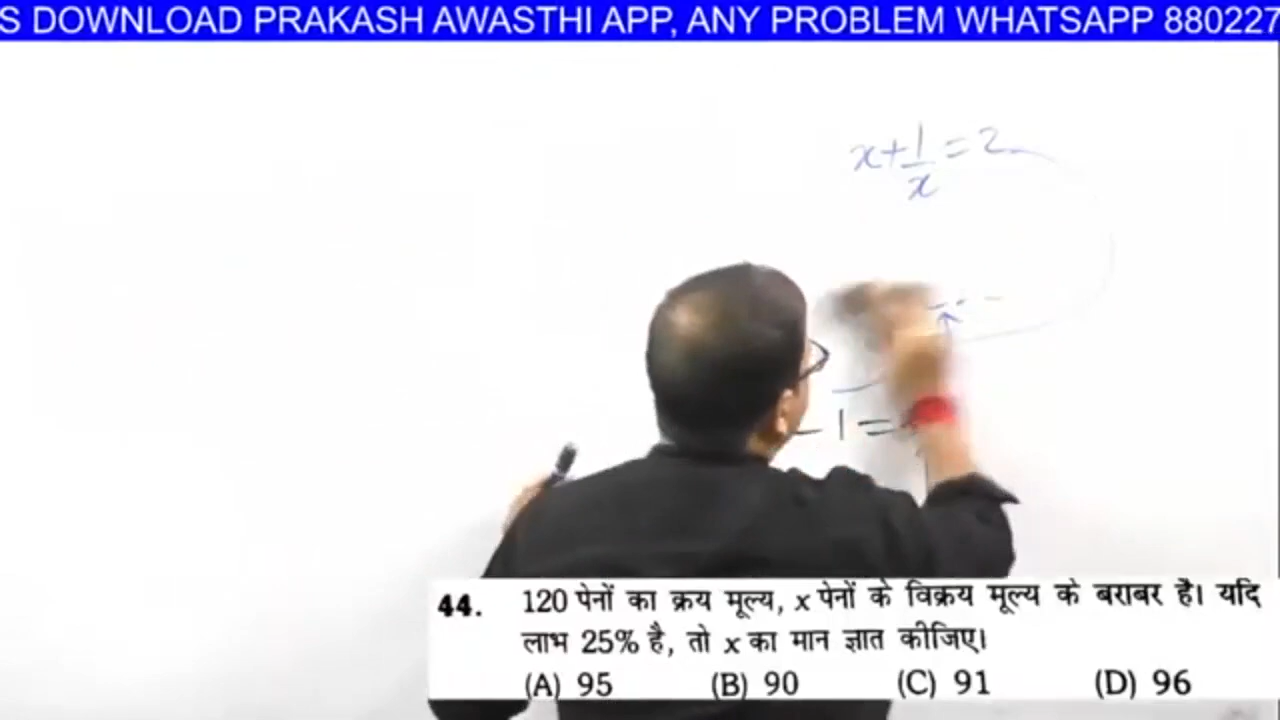 S DOWNLOAD PRAKASH AWASTHI APP, ANY PROBLEM WHATSAPP 880227
x+1/x=2
-1=
44. 120 पेनों का क्रय मूल्य, x पेनों के विक्रय मूल्य के बराबर है। यदि
लाभ 25% है, तो x का मान ज्ञात कीजिए।
(A) 95 (B) 90 (C) 91 (D) 96